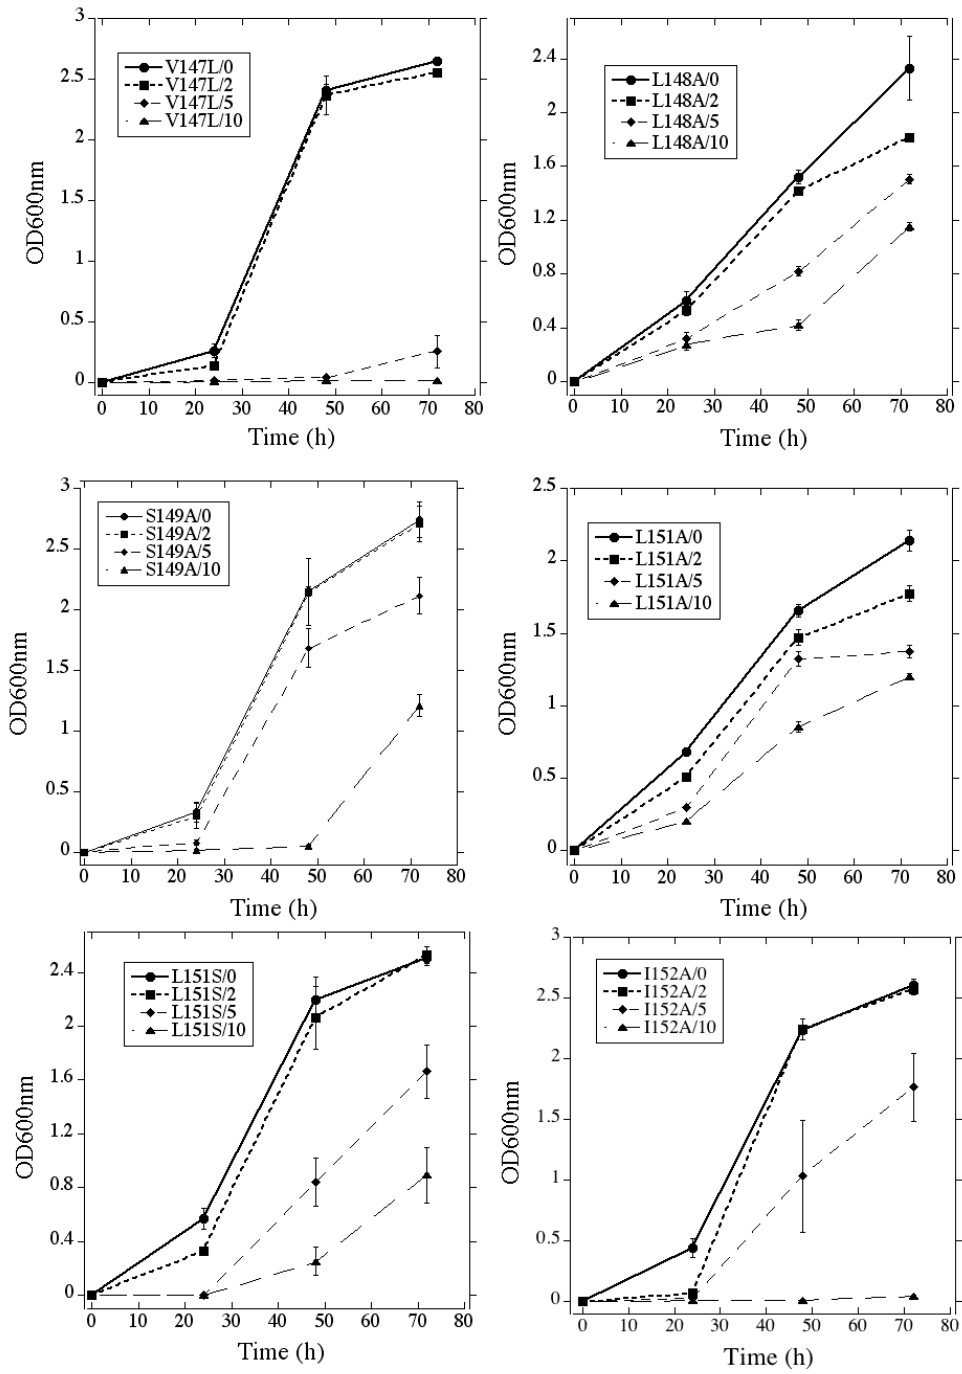 3
2.5
2
1.5
1
0.5
0
OD600nm
V147L/0
V147L/2
V147L/5
V147L/10
0 10 20 30 40 50 60 70 80
Time (h)
2.4
2
1.6
1.2
0.8
0.4
0
OD600nm
L148A/0
L148A/2
L148A/5
L148A/10
0 10 20 30 40 50 60 70 80
Time (h)
3
2.5
2
1.5
1
0.5
0
OD600nm
S149A/0
S149A/2
S149A/5
S149A/10
0 10 20 30 40 50 60 70 80
Time (h)
2.5
2
1.5
1
0.5
0
OD600nm
L151A/0
L151A/2
L151A/5
L151A/10
0 10 20 30 40 50 60 70 80
Time (h)
2.4
2
1.6
1.2
0.8
0.4
0
OD600nm
L151S/0
L151S/2
L151S/5
L151S/10
0 10 20 30 40 50 60 70 80
Time (h)
3
2.5
2
1.5
1
0.5
0
OD600nm
I152A/0
I152A/2
I152A/5
I152A/10
0 10 20 30 40 50 60 70 80
Time (h)